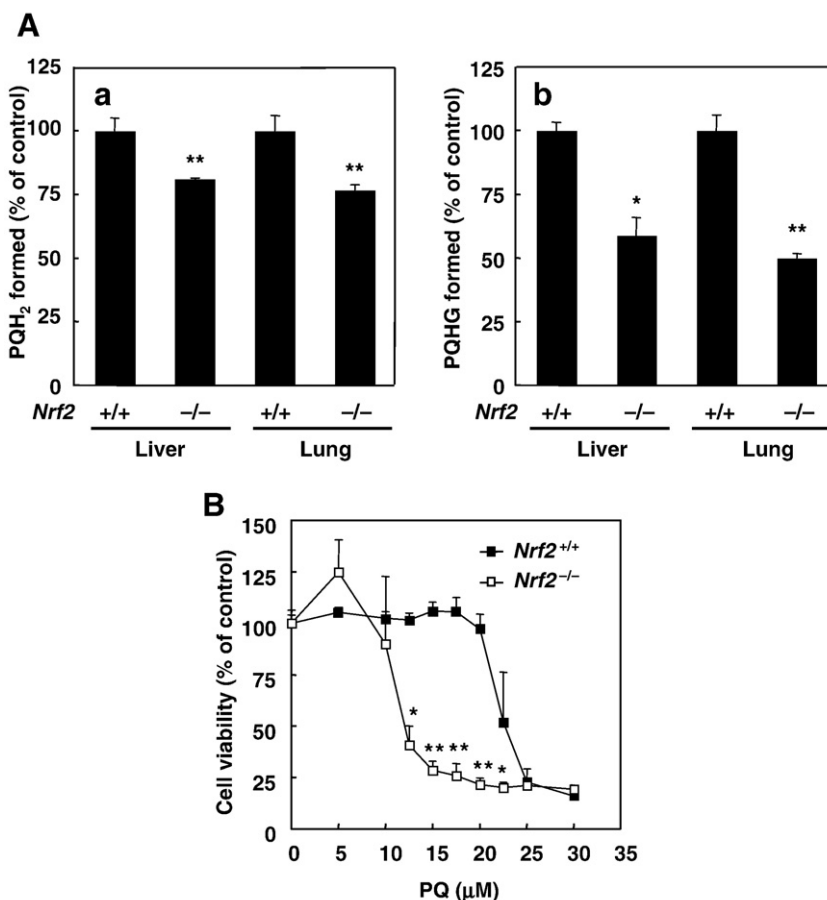 A
a
PQH₂ formed (% of control)
125
100
75
50
25
0
**
**
Nrf2 +/+ −/− +/+ −/−
Liver Lung
b
PQHG formed (% of control)
125
100
75
50
25
0
*
**
+/+ −/− +/+ −/−
Liver Lung
B
Cell viability (% of control)
150
125
100
75
50
25
0
Nrf2⁺/⁺
Nrf2⁻/⁻
*
** ** ** *
0 5 10 15 20 25 30 35
PQ (μM)